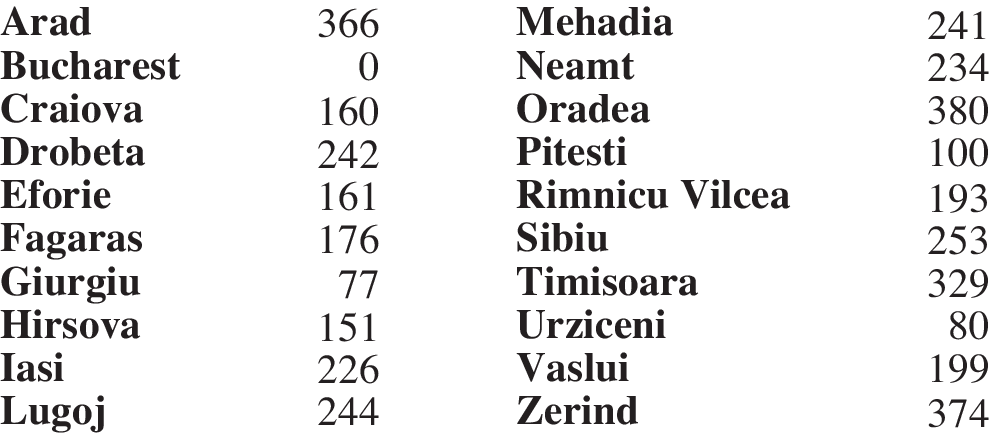 Arad 366 Mehadia 241
Bucharest 0 Neamt 234
Craiova 160 Oradea 380
Drobeta 242 Pitesti 100
Eforie 161 Rimnicu Vilcea 193
Fagaras 176 Sibiu 253
Giurgiu 77 Timisoara 329
Hirsova 151 Urziceni 80
Iasi 226 Vaslui 199
Lugoj 244 Zerind 374